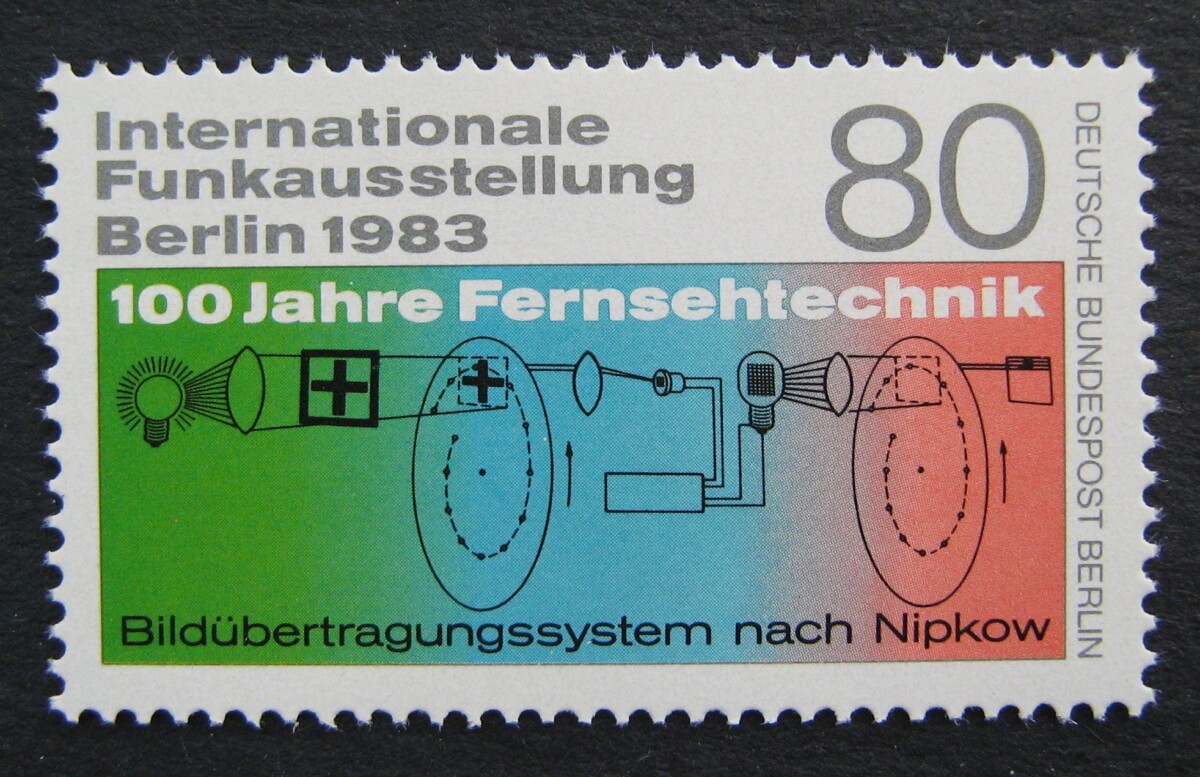 Internationale
Funkausstellung
Berlin 1983
80
DEUTSCHE BUNDESPOST BERLIN
100 Jahre Fernsehtechnik
Bildübertragungssystem nach Nipkow